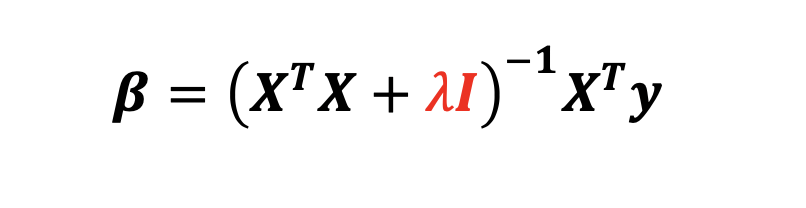 β = (XᵀX + λI)⁻¹Xᵀy